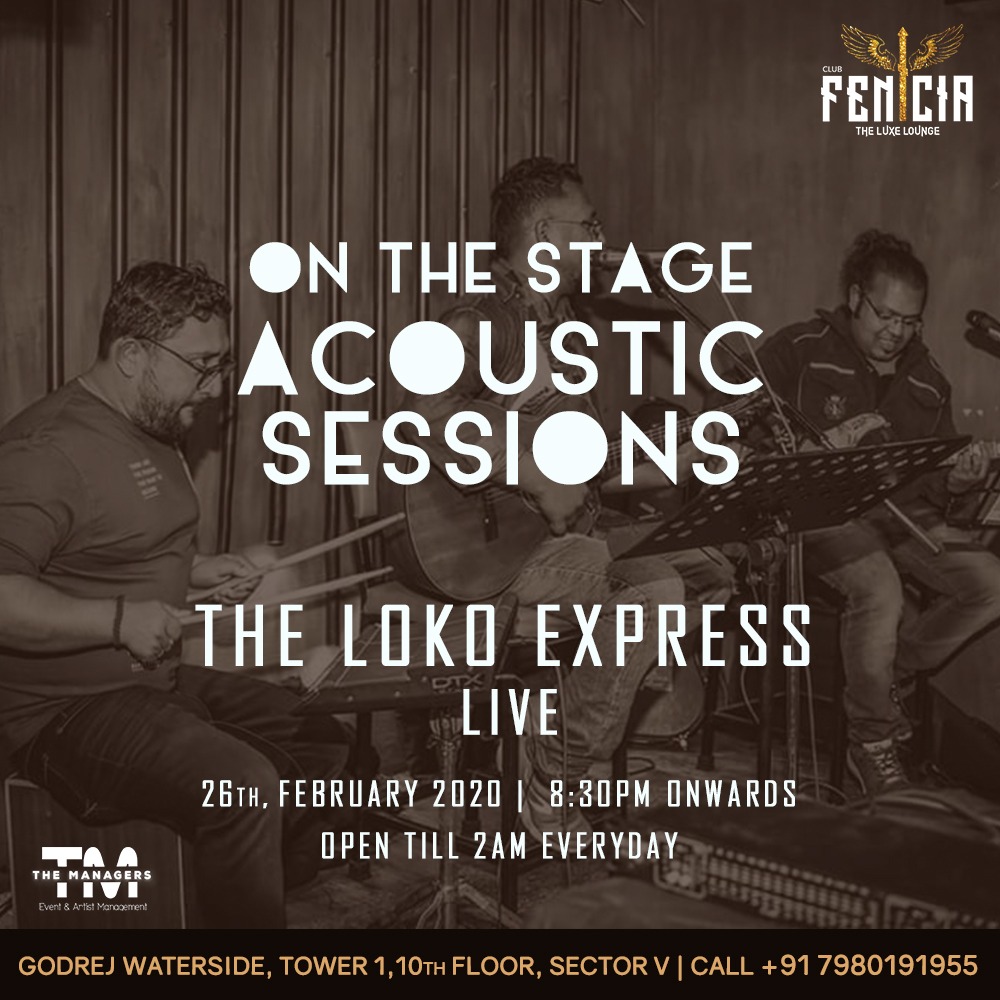 CLUB
FENICIA
THE LUXE LOUNGE
ON THE STAGE
ACOUSTIC
SESSIONS
THE LOKO EXPRESS
LIVE
26TH, FEBRUARY 2020 | 8:30PM ONWARDS
OPEN TILL 2AM EVERYDAY
TM
THE MANAGERS
Event & Artist Management
DTX
GODREJ WATERSIDE, TOWER 1,10TH FLOOR, SECTOR V | CALL +91 7980191955